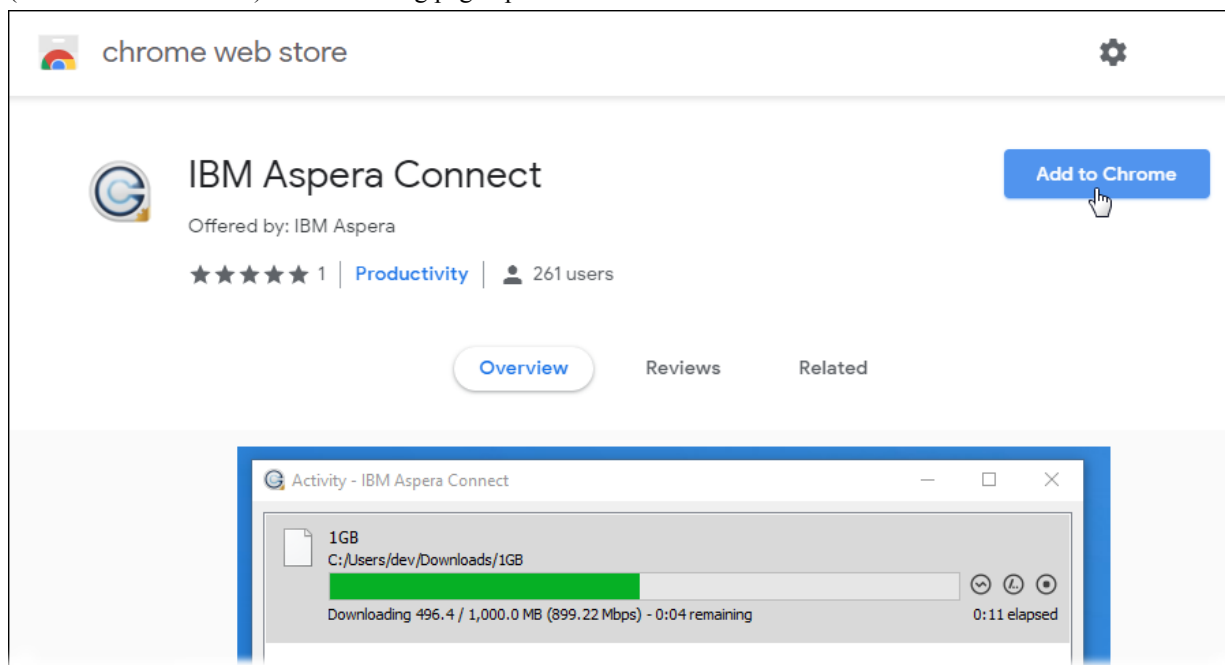 chrome web store
IBM Aspera Connect
Add to Chrome
Offered by: IBM Aspera
1 Productivity 261 users
Overview Reviews Related
Activity - IBM Aspera Connect
1GB
C:/Users/dev/Downloads/1GB
Downloading 496.4 / 1,000.0 MB (899.22 Mbps) - 0:04 remaining 0:11 elapsed